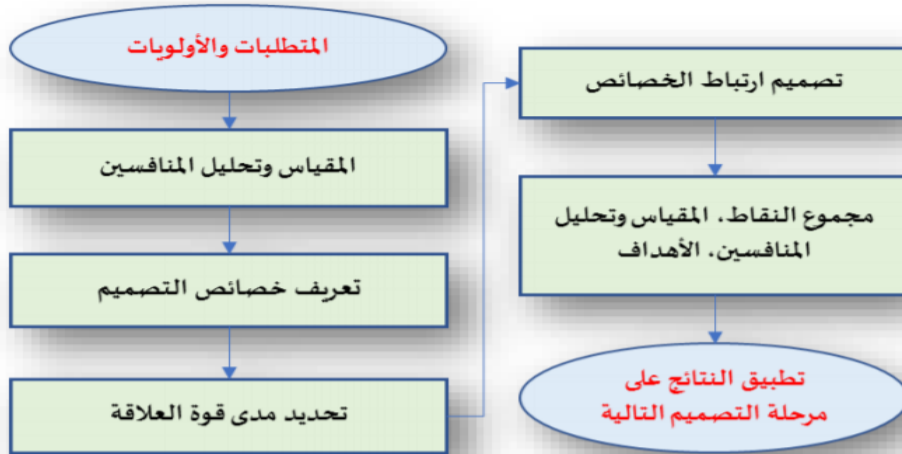 المتطلبات والأولويات
المقياس وتحليل المنافسين
تعريف خصائص التصميم
تحديد مدى قوة العلاقة
تصميم ارتباط الخصائص
مجموع النقاط. المقياس وتحليل
المنافسين. الأهداف
تطبيق النتائج على
مرحلة التصميم التالية